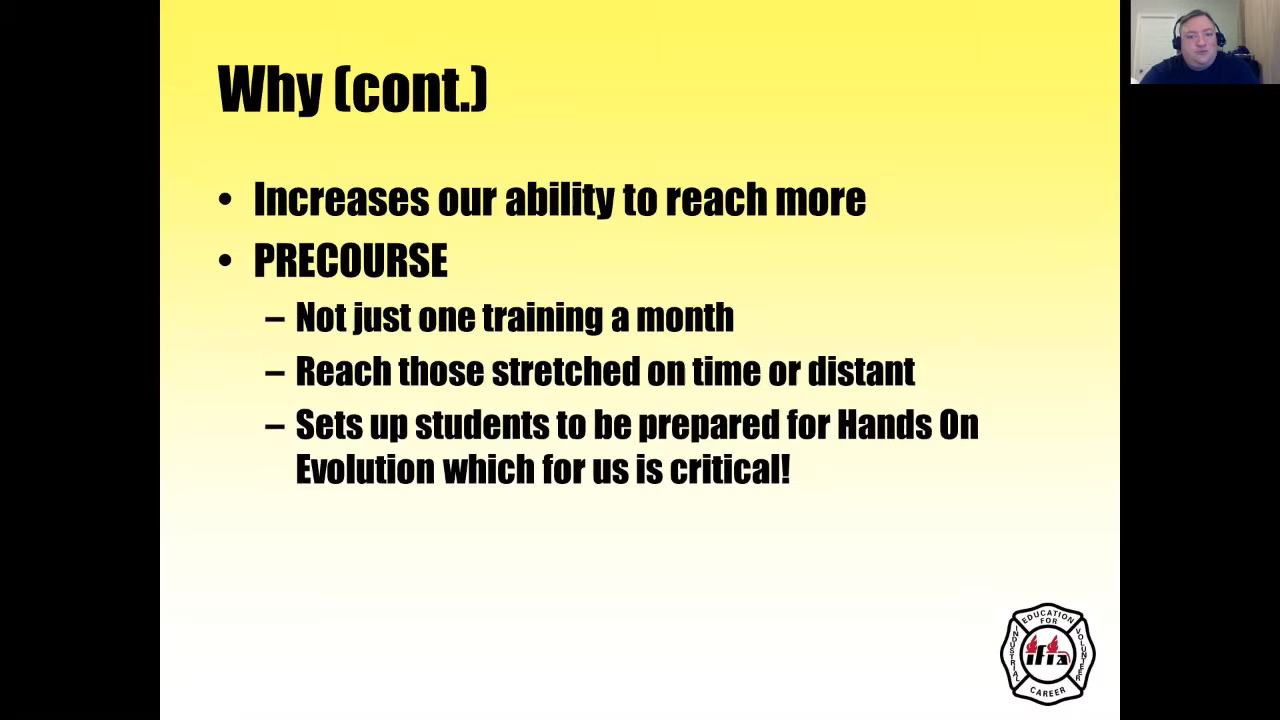 Why (cont.)
• Increases our ability to reach more
• PRECOURSE
– Not just one training a month
– Reach those stretched on time or distant
– Sets up students to be prepared for Hands On
Evolution which for us is critical!
EDUCATION
FOR
INDUSTRIAL
VOLUNTEER
ifia
CAREER